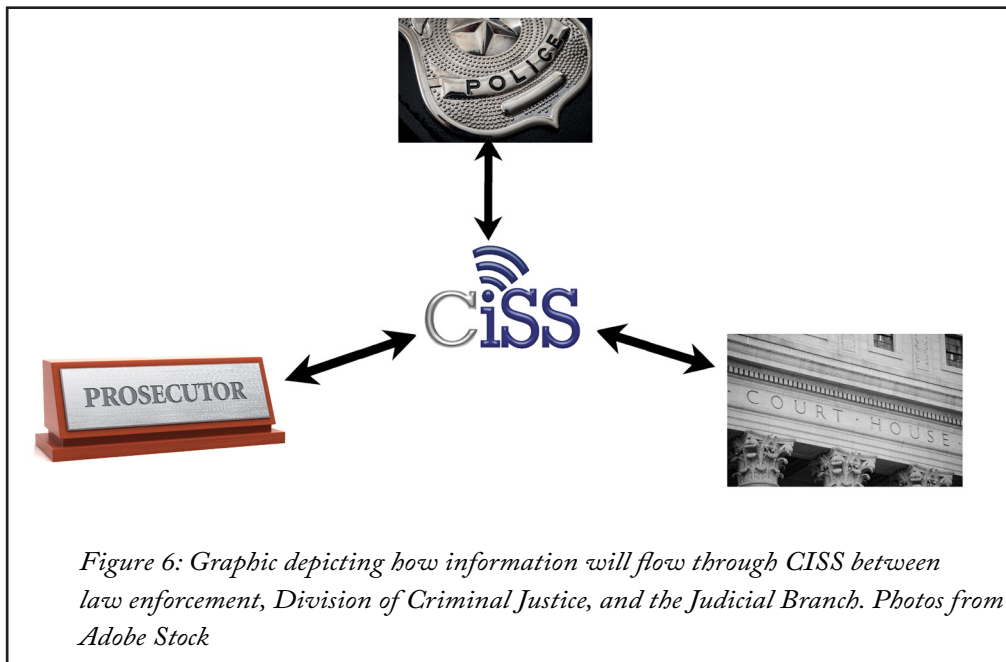 POLICE
CiSS
PROSECUTOR
COURT · HOUSE
Figure 6: Graphic depicting how information will flow through CISS between
law enforcement, Division of Criminal Justice, and the Judicial Branch. Photos from
Adobe Stock